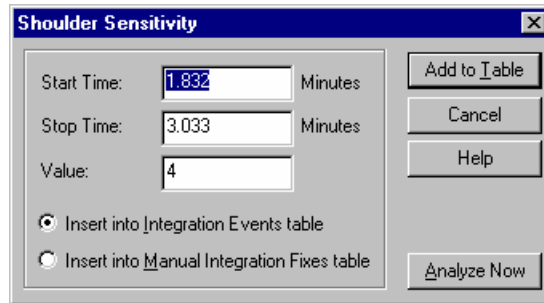 Shoulder Sensitivity
Start Time: 1.832 Minutes
Stop Time: 3.033 Minutes
Value: 4
Insert into Integration Events table
Insert into Manual Integration Fixes table
Add to Table
Cancel
Help
Analyze Now